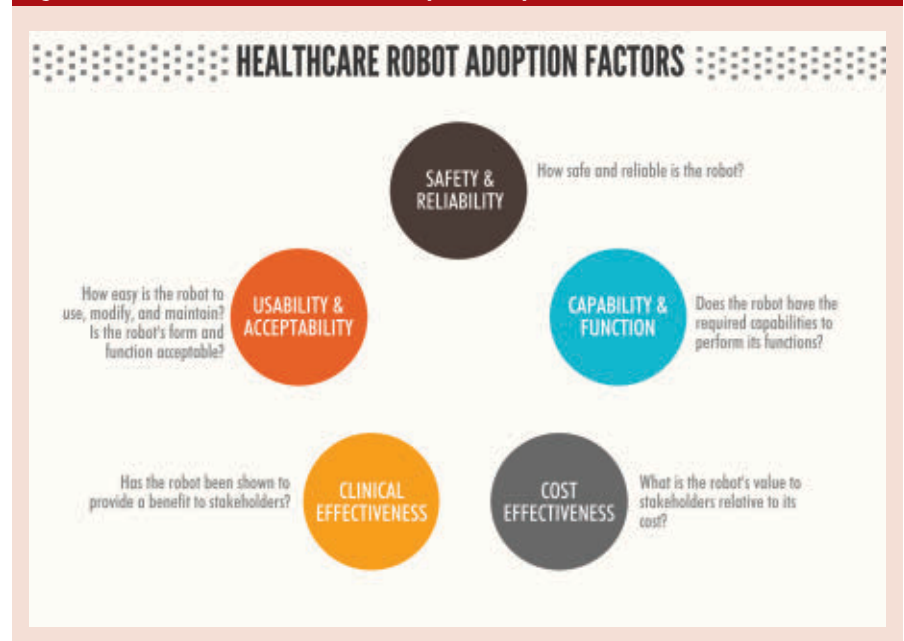 HEALTHCARE ROBOT ADOPTION FACTORS
SAFETY &
RELIABILITY
How safe and reliable is the robot?
How easy is the robot to
use, modify, and maintain?
Is the robot's form and
function acceptable?
USABILITY &
ACCEPTABILITY
CAPABILITY &
FUNCTION
Does the robot have the
required capabilities to
perform its functions?
Has the robot been shown to
provide a benefit to stakeholders?
CLINICAL
EFFECTIVENESS
COST
EFFECTIVENESS
What is the robot's value to
stakeholders relative to its
cost?